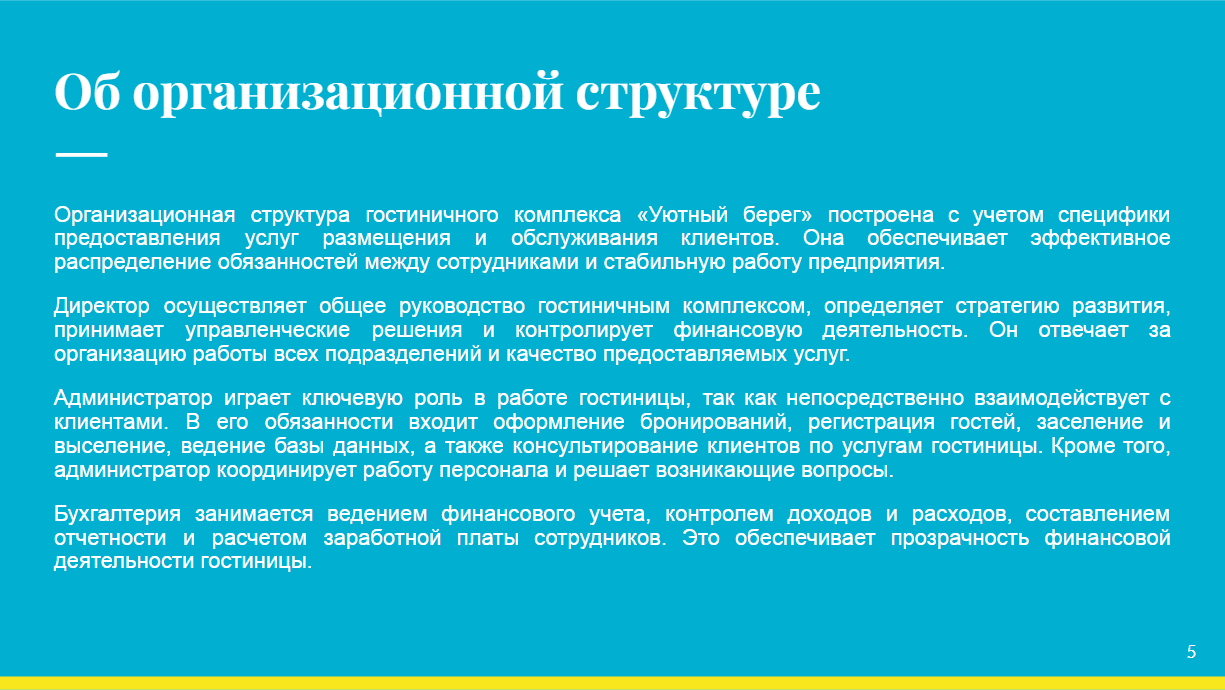 Об организационной структуре
Организационная структура гостиничного комплекса «Уютный берег» построена с учетом специфики
предоставления услуг размещения и обслуживания клиентов. Она обеспечивает эффективное
распределение обязанностей между сотрудниками и стабильную работу предприятия.
Директор осуществляет общее руководство гостиничным комплексом, определяет стратегию развития,
принимает управленческие решения и контролирует финансовую деятельность. Он отвечает за
организацию работы всех подразделений и качество предоставляемых услуг.
Администратор играет ключевую роль в работе гостиницы, так как непосредственно взаимодействует с
клиентами. В его обязанности входит оформление бронирований, регистрация гостей, заселение и
выселение, ведение базы данных, а также консультирование клиентов по услугам гостиницы. Кроме того,
администратор координирует работу персонала и решает возникающие вопросы.
Бухгалтерия занимается ведением финансового учета, контролем доходов и расходов, составлением
отчетности и расчетом заработной платы сотрудников. Это обеспечивает прозрачность финансовой
деятельности гостиницы.
5